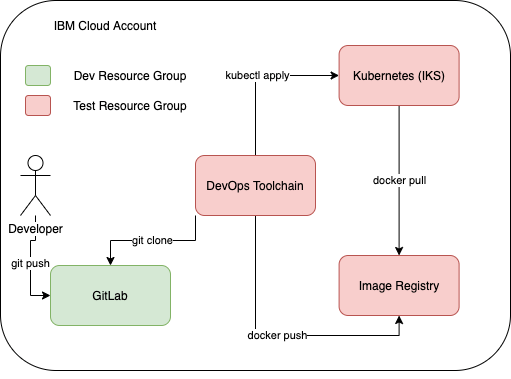 IBM Cloud Account
Dev Resource Group
Test Resource Group
kubectl apply
Kubernetes (IKS)
DevOps Toolchain
docker pull
Developer
git clone
git push
GitLab
Image Registry
docker push